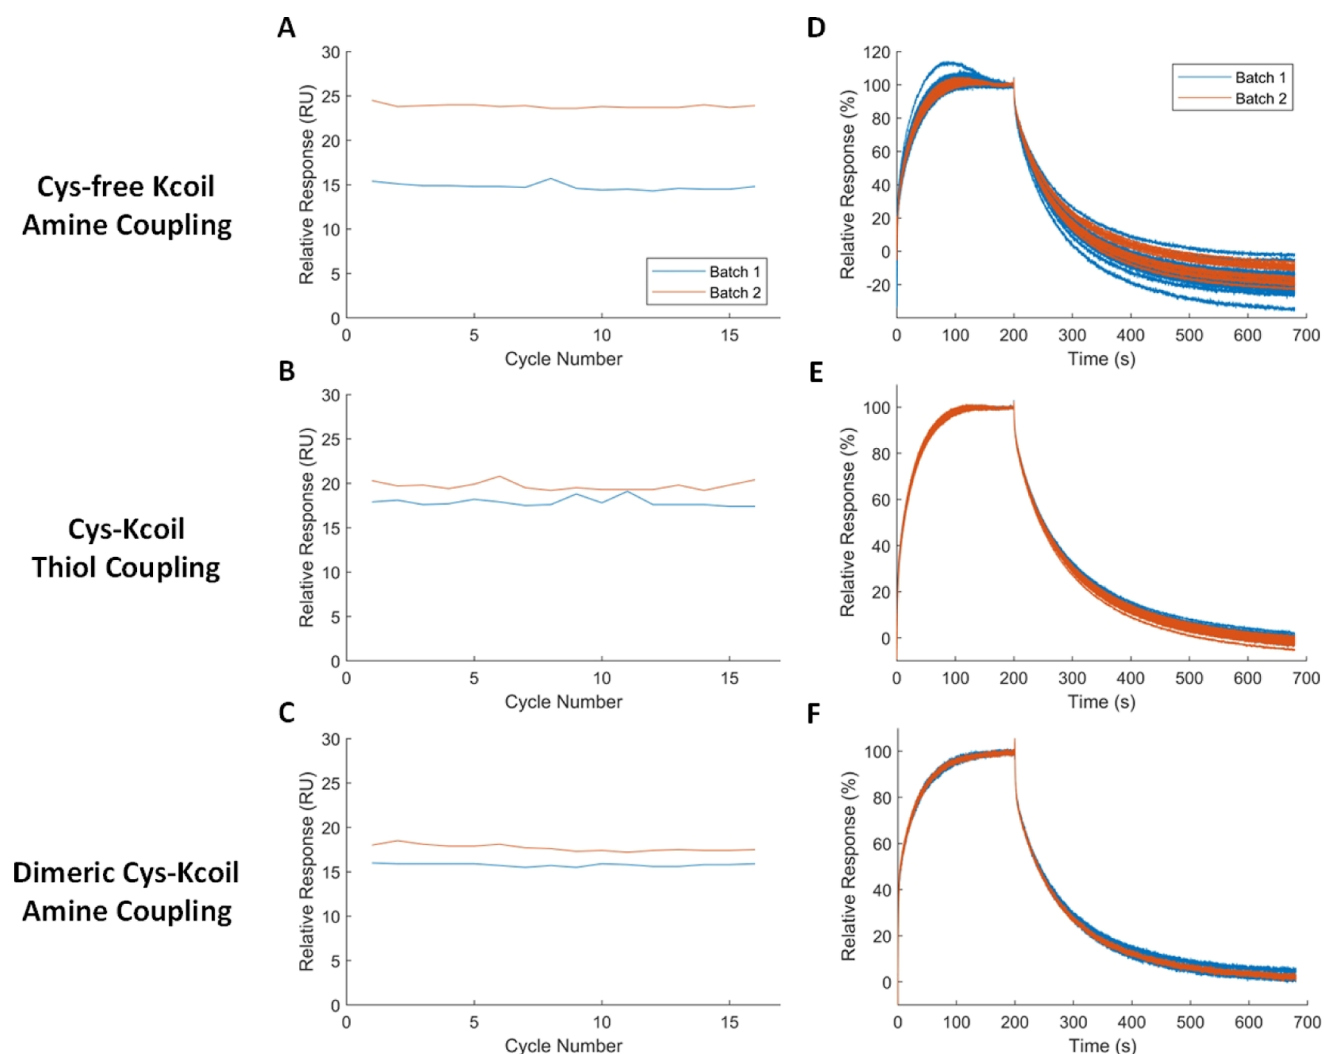 A
30
25
20
15
10
5
0
0
5
10
15
Relative Response (RU)
Cycle Number
Batch 1
Batch 2
Cys-free Kcoil
Amine Coupling
D
120
100
80
60
40
20
0
-20
0
100
200
300
400
500
600
700
Relative Response (%)
Time (s)
Batch 1
Batch 2
B
30
25
20
15
10
5
0
0
5
10
15
Relative Response (RU)
Cycle Number
Cys-Kcoil
Thiol Coupling
E
100
80
60
40
20
0
0
100
200
300
400
500
600
700
Relative Response (%)
Time (s)
C
30
25
20
15
10
5
0
0
5
10
15
Relative Response (RU)
Cycle Number
Dimeric Cys-Kcoil
Amine Coupling
F
100
80
60
40
20
0
0
100
200
300
400
500
600
700
Relative Response (%)
Time (s)